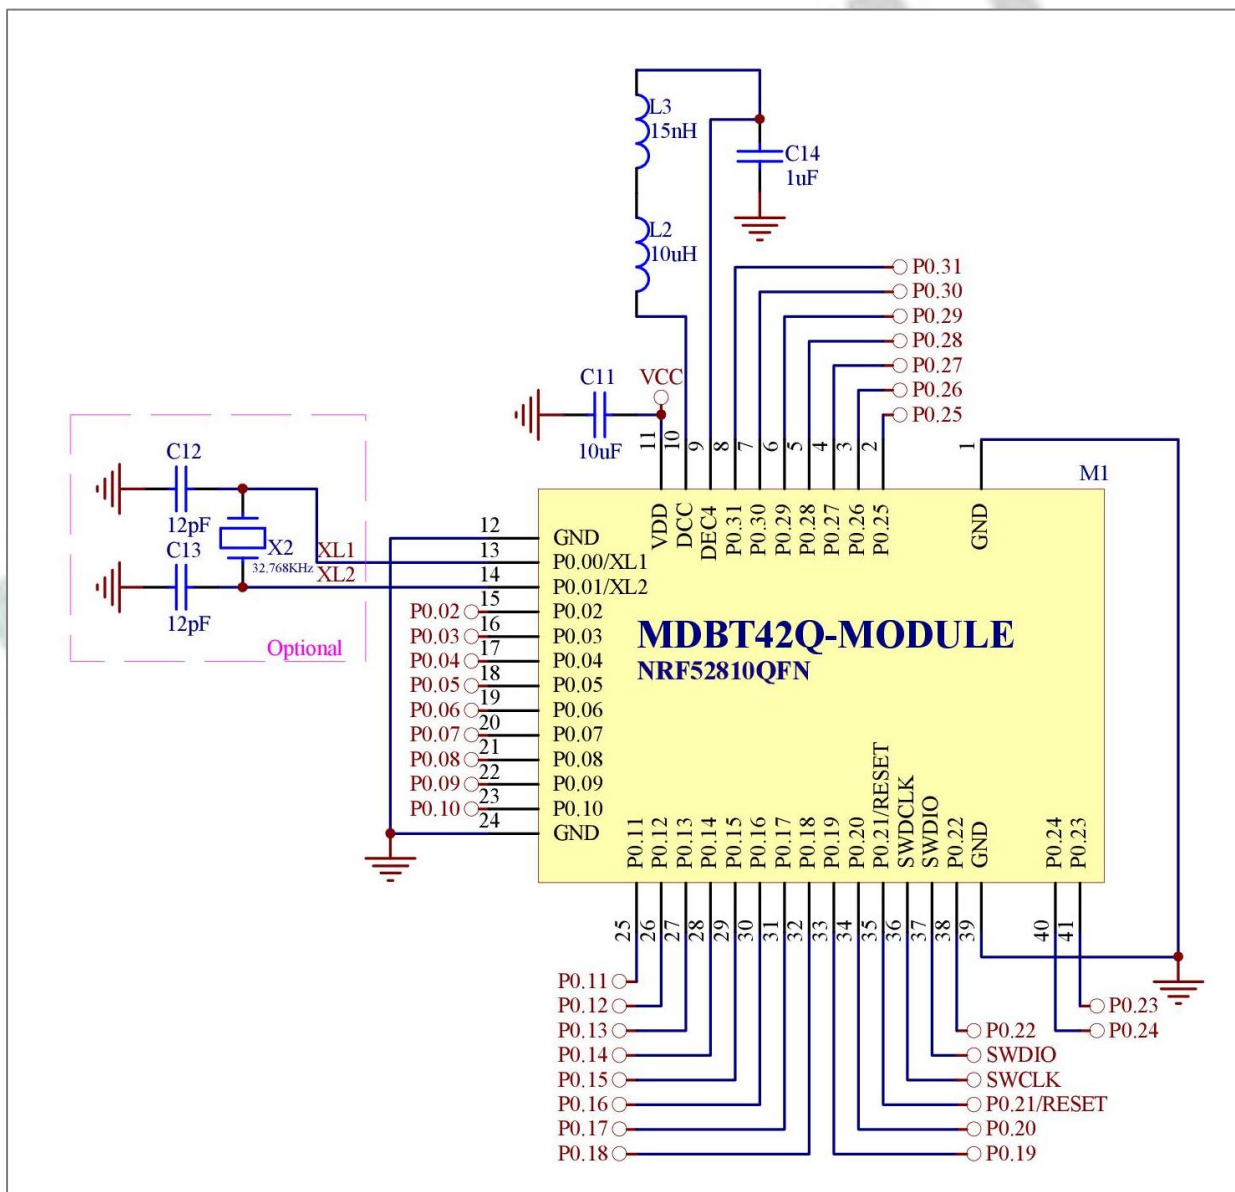 L3
15nH
C14
1uF
L2
10uH
P0.31
P0.30
P0.29
P0.28
P0.27
P0.26
P0.25
C11
VCC
10uF
11
10
9
8
7
6
5
4
3
2
1
M1
C12
12pF
C13
12pF
X2
32.768KHz
XL1
XL2
Optional
VDD
DCC
DEC4
P0.31
P0.30
P0.29
P0.28
P0.27
P0.26
P0.25
GND
12 GND
13 P0.00/XL1
14 P0.01/XL2
P0.02 15 P0.02
P0.03 16 P0.03
P0.04 17 P0.04
P0.05 18 P0.05
P0.06 19 P0.06
P0.07 20 P0.07
P0.08 21 P0.08
P0.09 22 P0.09
P0.10 23 P0.10
24 GND
MDBT42Q-MODULE
NRF52810QFN
P0.11
P0.12
P0.13
P0.14
P0.15
P0.16
P0.17
P0.18
P0.19
P0.20
P0.21/RESET
SWDCLK
SWDIO
P0.22
GND
P0.24
P0.23
25
26
27
28
29
30
31
32
33
34
35
36
37
38
39
40
41
P0.11
P0.12
P0.13
P0.14
P0.15
P0.16
P0.17
P0.18
P0.23
P0.24
P0.22
SWDIO
SWCLK
P0.21/RESET
P0.20
P0.19